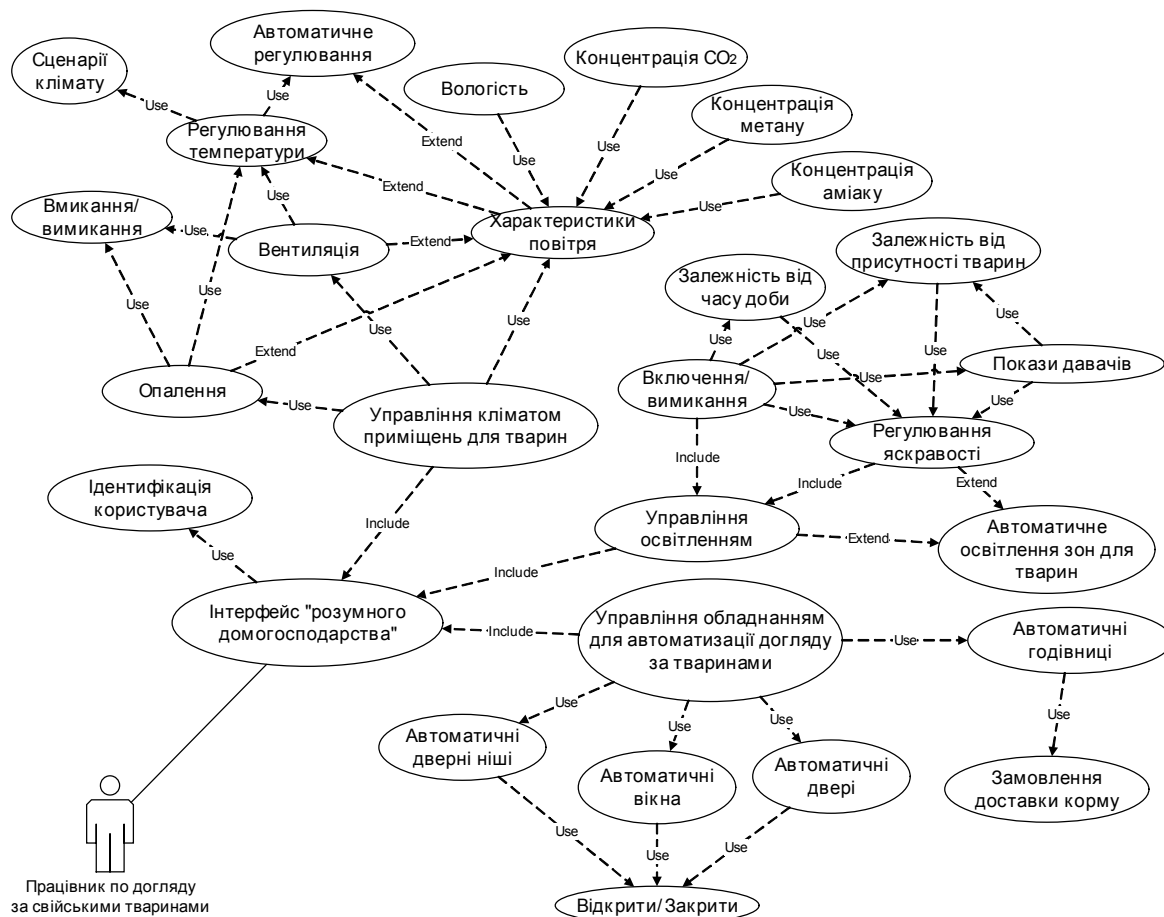 Автоматичне
регулювання
Сценарії
клімату
Концентрація CO2
Вологість
Концентрація
метану
Use
Use
Регулювання
температури
Extend
Use
Use
Use
Концентрація
аміаку
Use
Extend
Use
Вмикання/
вимикання
Use
Вентиляція
Extend
Характеристики
повітря
Залежність від
присутності тварин
Залежність від
часу доби
Use
Use
Use
Use
Use
Use
Use
Use
Use
Extend
Покази давачів
Опалення
Включення/
вимикання
Use
Use
Use
Use
Управління кліматом
приміщень для тварин
Регулювання
яскравості
Include
Include
Extend
Ідентифікація
користувача
Include
Управління
освітленням
Extend
Автоматичне
освітлення зон для
тварин
Use
Include
Інтерфейс "розумного
домогосподарства"
Include
Управління обладнанням
для автоматизації догляду
за тваринами
Use
Автоматичні
годівниці
Use
Use
Use
Use
Автоматичні
дверні ніші
Автоматичні
вікна
Автоматичні
двері
Замовлення
доставки корму
Use
Use
Use
Працівник по догляду
за свійськими тваринами
Відкрити/Закрити